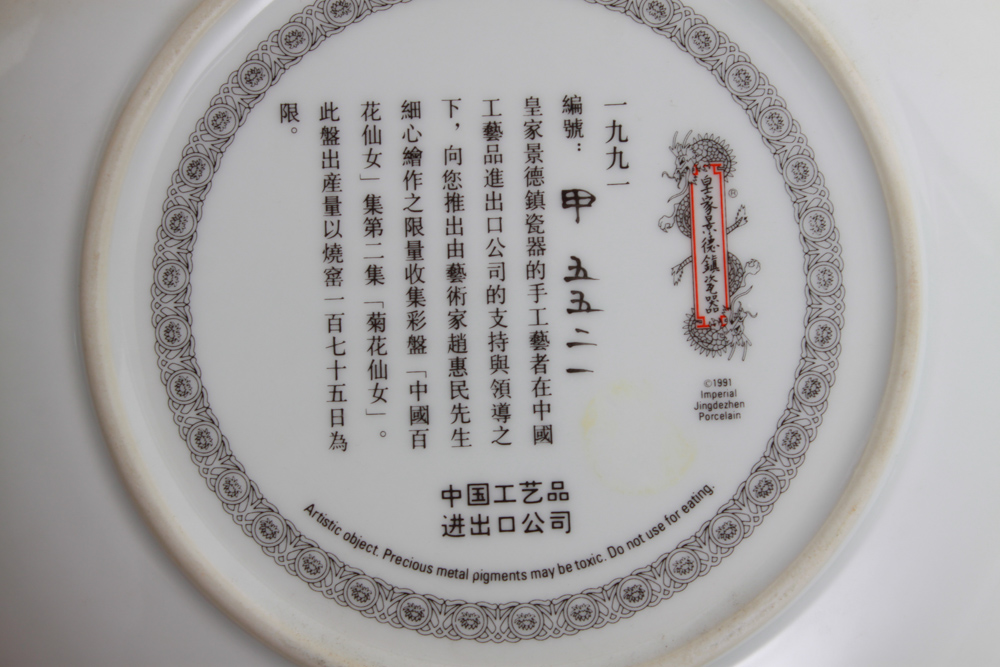 皇家景德鎮瓷器
®
©1991
Imperial
Jingdezhen
Porcelain
一九九一
編號：甲 五五二一
皇家景德鎮瓷器的手工藝者在中國
工藝品進出口公司的支持與領導之
下，向您推出由藝術家趙惠民先生
細心繪作之限量收集彩盤「中國百
花仙女」集第二集「菊花仙女」。
此盤出産量以燒窑一百七十五日為
限。
中国工艺品
进出口公司
Artistic object. Precious metal pigments may be toxic. Do not use for eating.